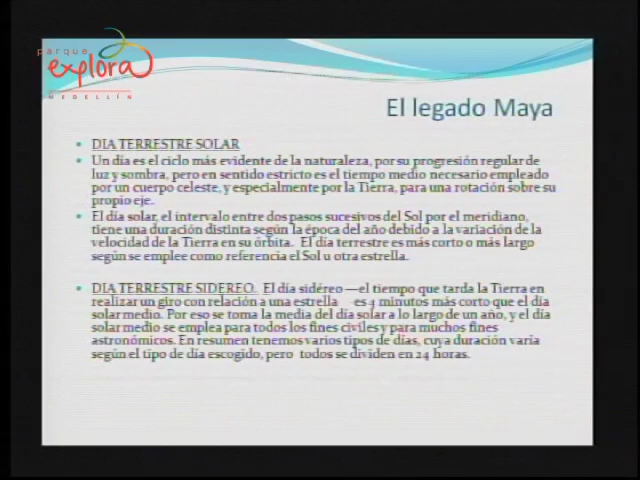 parque
explora
MEDELLÍN
El legado Maya
• DIA TERRESTRE SOLAR
• Un día es el ciclo más evidente de la naturaleza, por su progresión regular de
luz y sombra, pero en sentido estricto es el tiempo medio necesario empleado
por un cuerpo celeste, y especialmente por la Tierra, para una rotación sobre su
propio eje.
• El día solar, el intervalo entre dos pasos sucesivos del Sol por el meridiano,
tiene una duración distinta según la época del año debido a la variación de la
velocidad de la Tierra en su órbita. El día terrestre es más corto o más largo
según se emplee como referencia el Sol u otra estrella.
• DIA TERRESTRE SIDEREO. El día sidéreo —el tiempo que tarda la Tierra en
realizar un giro con relación a una estrella es 4 minutos más corto que el día
solar medio. Por eso se toma la media del día solar a lo largo de un año, y el día
solar medio se emplea para todos los fines civiles y para muchos fines
astronómicos. En resumen tenemos varios tipos de días, cuya duración varia
según el tipo de día escogido, pero todos se dividen en 24 horas.